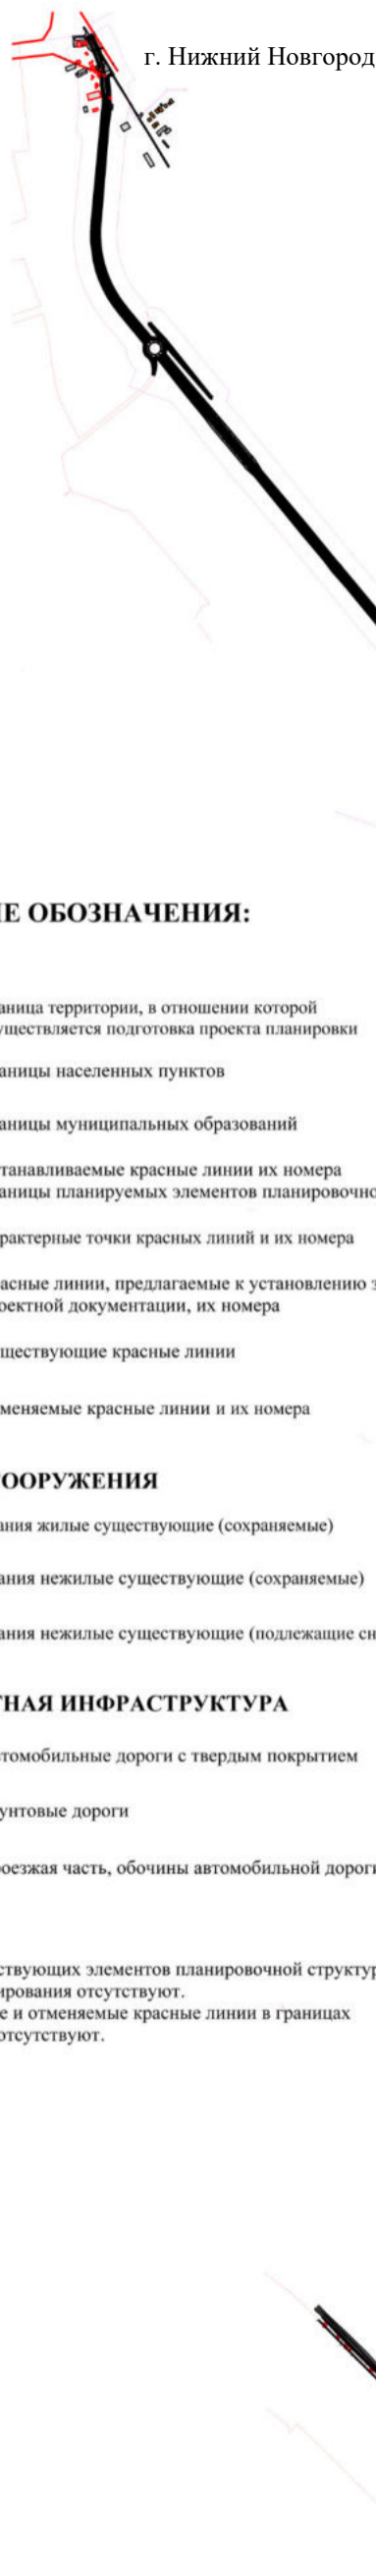 г. Нижний Новгород
Е ОБОЗНАЧЕНИЯ:
аница территории, в отношении которой
уществляется подготовка проекта планировки
аницы населенных пунктов
аницы муниципальных образований
танавливаемые красные линии их номера
аницы планируемых элементов планировочно
рактерные точки красных линий и их номера
асные линии, предлагаемые к установлению з
оектной документации, их номера
ществующие красные линии
меняемые красные линии и их номера
ООРУЖЕНИЯ
ания жилые существующие (сохраняемые)
ания нежилые существующие (сохраняемые)
ания нежилые существующие (подлежащие сн
ТНАЯ ИНФРАСТРУКТУРА
втомобильные дороги с твердым покрытием
унтовые дороги
роезжая часть, обочины автомобильной дороги
ствующих элементов планировочной структур
ирования отсутствуют.
е и отменяемые красные линии в границах
отсутствуют.